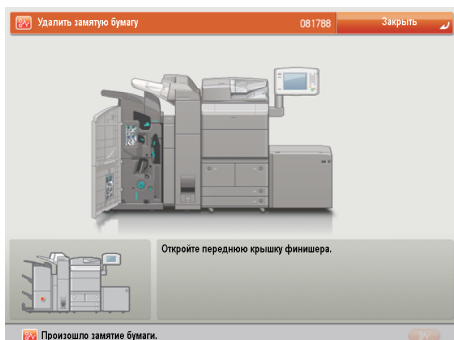 Удалить замятую бумагу
081788
Закрыть
Откройте переднюю крышку финишера.
Произошло замятие бумаги.